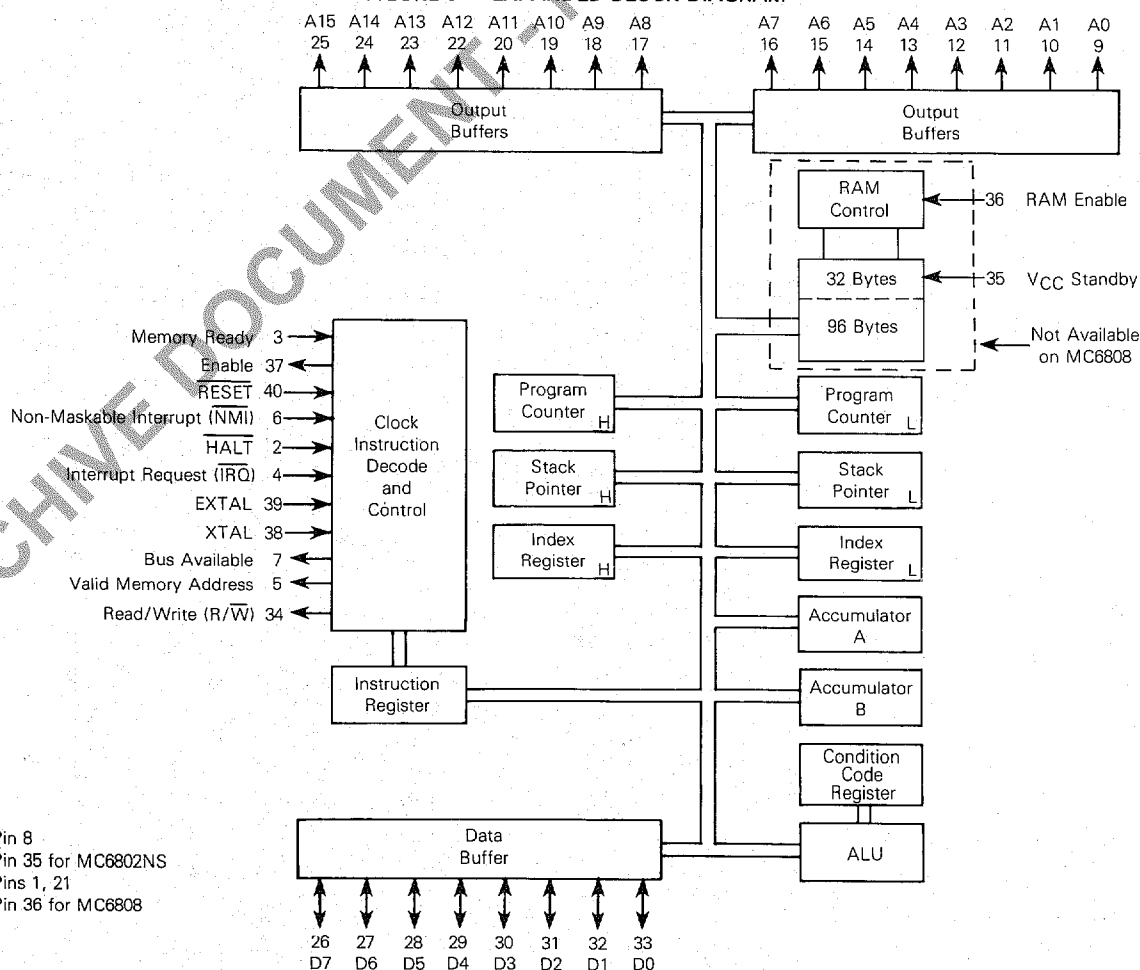 EXPANDED BLOCK DIAGRAM
A15 A14 A13 A12 A11 A10 A9 A8 A7 A6 A5 A4 A3 A2 A1 A0
25 24 23 22 20 19 18 17 16 15 14 13 12 11 10 9
Output
Buffers
Output
Buffers
RAM
Control
36 RAM Enable
32 Bytes
35 VCC Standby
96 Bytes
Not Available
on MC6808
Memory Ready 3
Enable 37
RESET 40
Non-Maskable Interrupt (NMI) 6
HALT 2
Interrupt Request (IRQ) 4
EXTAL 39
XTAL 38
Bus Available 7
Valid Memory Address 5
Read/Write (R/W) 34
Clock
Instruction
Decode
and
Control
Program
Counter
H
Program
Counter
L
Stack
Pointer
H
Stack
Pointer
L
Index
Register
H
Index
Register
L
Accumulator
A
Instruction
Register
Accumulator
B
Condition
Code
Register
ALU
Data
Buffer
Pin 8
Pin 35 for MC6802NS
Pins 1, 21
Pin 36 for MC6808
26 27 28 29 30 31 32 33
D7 D6 D5 D4 D3 D2 D1 D0
DOCUMENT -